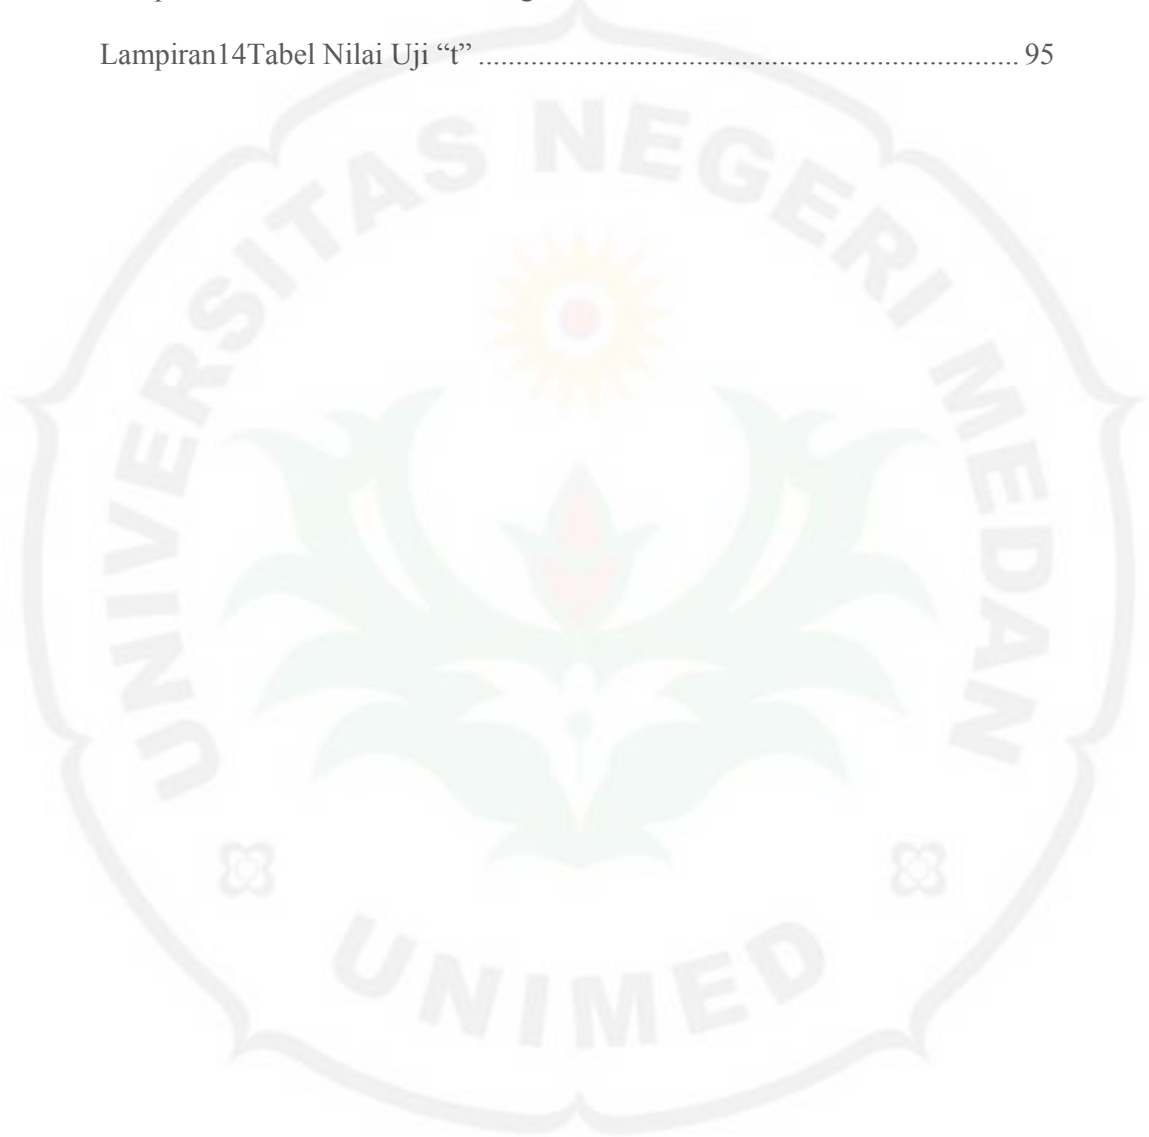 Lampiran14Tabel Nilai Uji “t” ........................................................................ 95
UNIVERSITAS NEGERI MEDAN
UNIMED